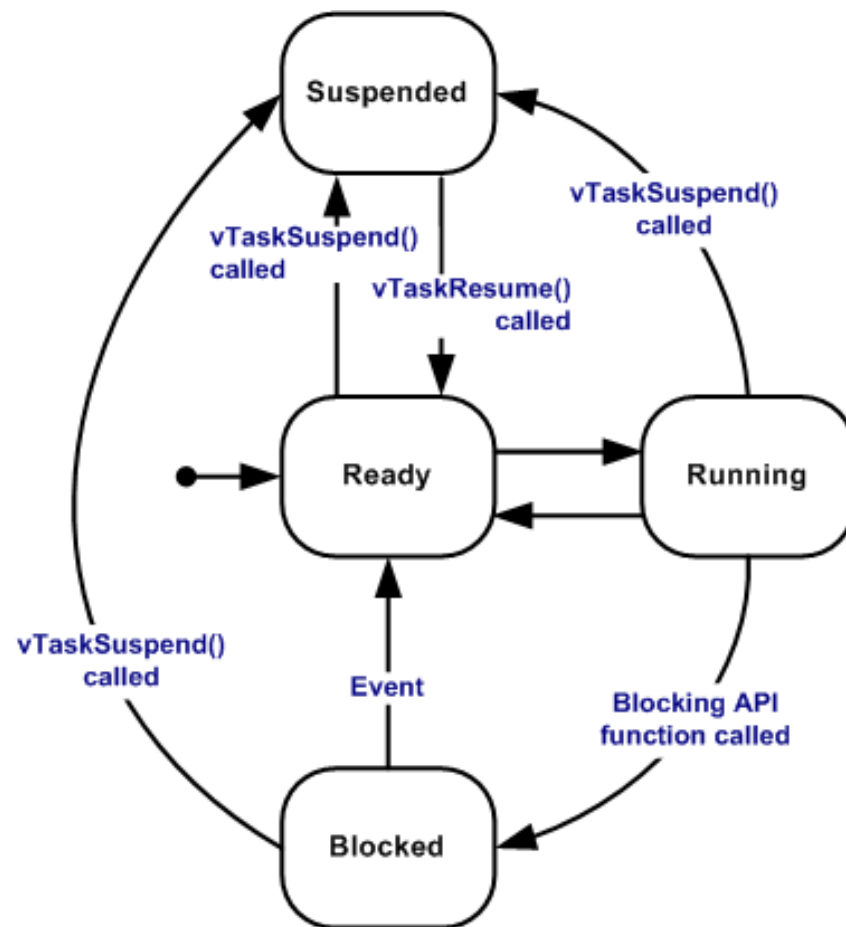 Suspended
vTaskSuspend()
called
vTaskSuspend()
called
vTaskResume()
called
Ready
Running
vTaskSuspend()
called
Event
Blocking API
function called
Blocked